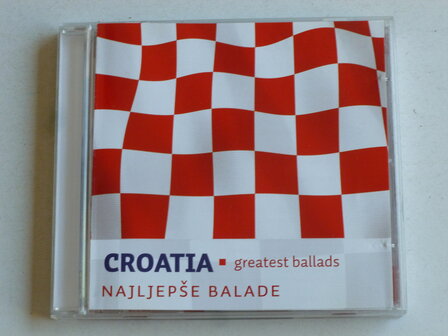 CROATIA ▪ greatest ballads
NAJLJEPŠE BALADE